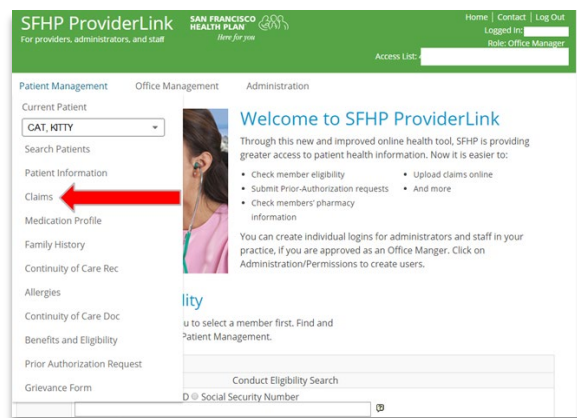 SFHP ProviderLink
For providers, administrators, and staff
SAN FRANCISCO
HEALTH PLAN
Here for you
Home | Contact | Log Out
Logged In:
Role: Office Manager
Access List:
Patient Management Office Management Administration
Current Patient
CAT, KITTY
Search Patients
Patient Information
Claims
Medication Profile
Family History
Continuity of Care Rec
Allergies
Continuity of Care Doc
Benefits and Eligibility
Prior Authorization Request
Grievance Form
Welcome to SFHP ProviderLink
Through this new and improved online health tool, SFHP is providing
greater access to patient health information. Now it is easier to:
• Check member eligibility
• Submit Prior-Authorization requests
• Check members' pharmacy
information
• Upload claims online
• And more
You can create individual logins for administrators and staff in your
practice, if you are approved as an Office Manger. Click on
Administration/Permissions to create users.
lity
u to select a member first. Find and
Patient Management.
Conduct Eligibility Search
D Social Security Number